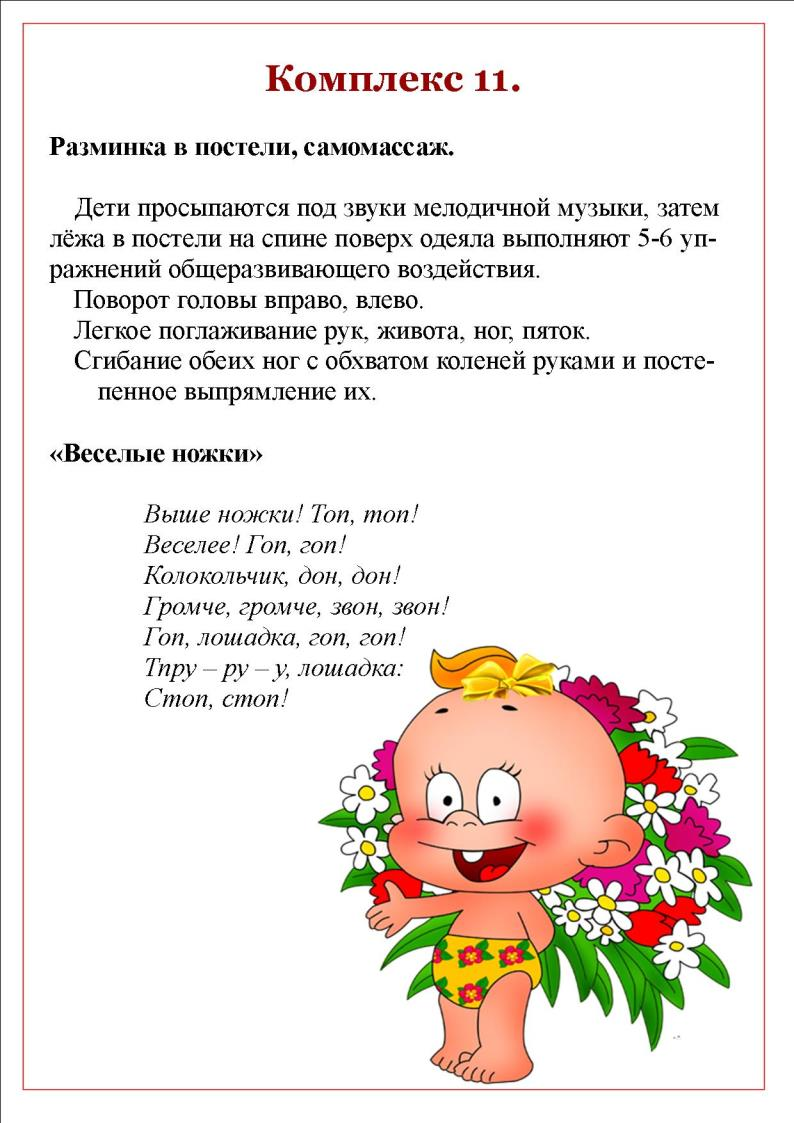 Комплекс 11.
Разминка в постели, самомассаж.
Дети просыпаются под звуки мелодичной музыки, затем
лёжа в постели на спине поверх одеяла выполняют 5-6 уп-
ражнений общеразвивающего воздействия.
Поворот головы вправо, влево.
Легкое поглаживание рук, живота, ног, пяток.
Сгибание обеих ног с обхватом коленей руками и посте-
пенное выпрямление их.
«Веселые ножки»
Выше ножки! Топ, топ!
Веселее! Гоп, гоп!
Колокольчик, дон, дон!
Громче, громче, звон, звон!
Гоп, лошадка, гоп, гоп!
Тпру – ру – у, лошадка:
Стоп, стоп!